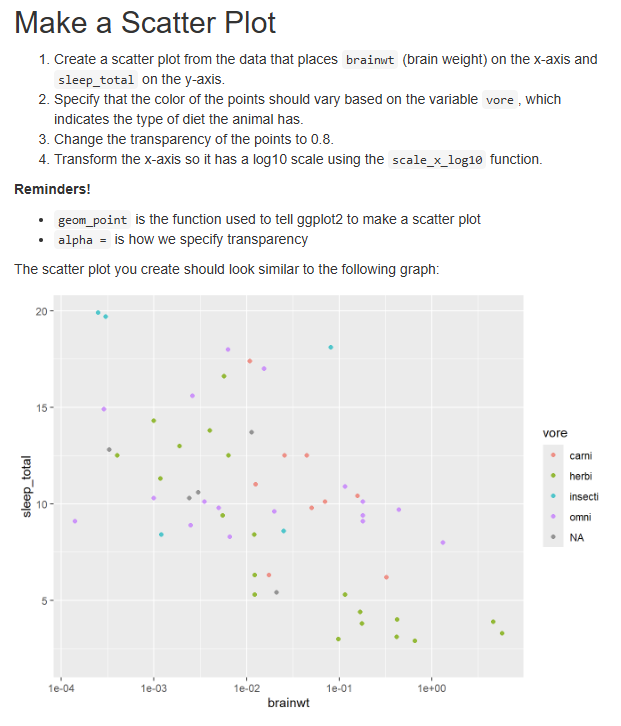 Make a Scatter Plot
1. Create a scatter plot from the data that places brainwt (brain weight) on the x-axis and
sleep_total on the y-axis.
2. Specify that the color of the points should vary based on the variable vore , which
indicates the type of diet the animal has.
3. Change the transparency of the points to 0.8.
4. Transform the x-axis so it has a log10 scale using the scale_x_log10 function.
Reminders!
• geom_point is the function used to tell ggplot2 to make a scatter plot
• alpha = is how we specify transparency
The scatter plot you create should look similar to the following graph:
20
15
10
5
sleep_total
1e-04 1e-03 1e-02 1e-01 1e+00
brainwt
vore
carni
herbi
insecti
omni
NA